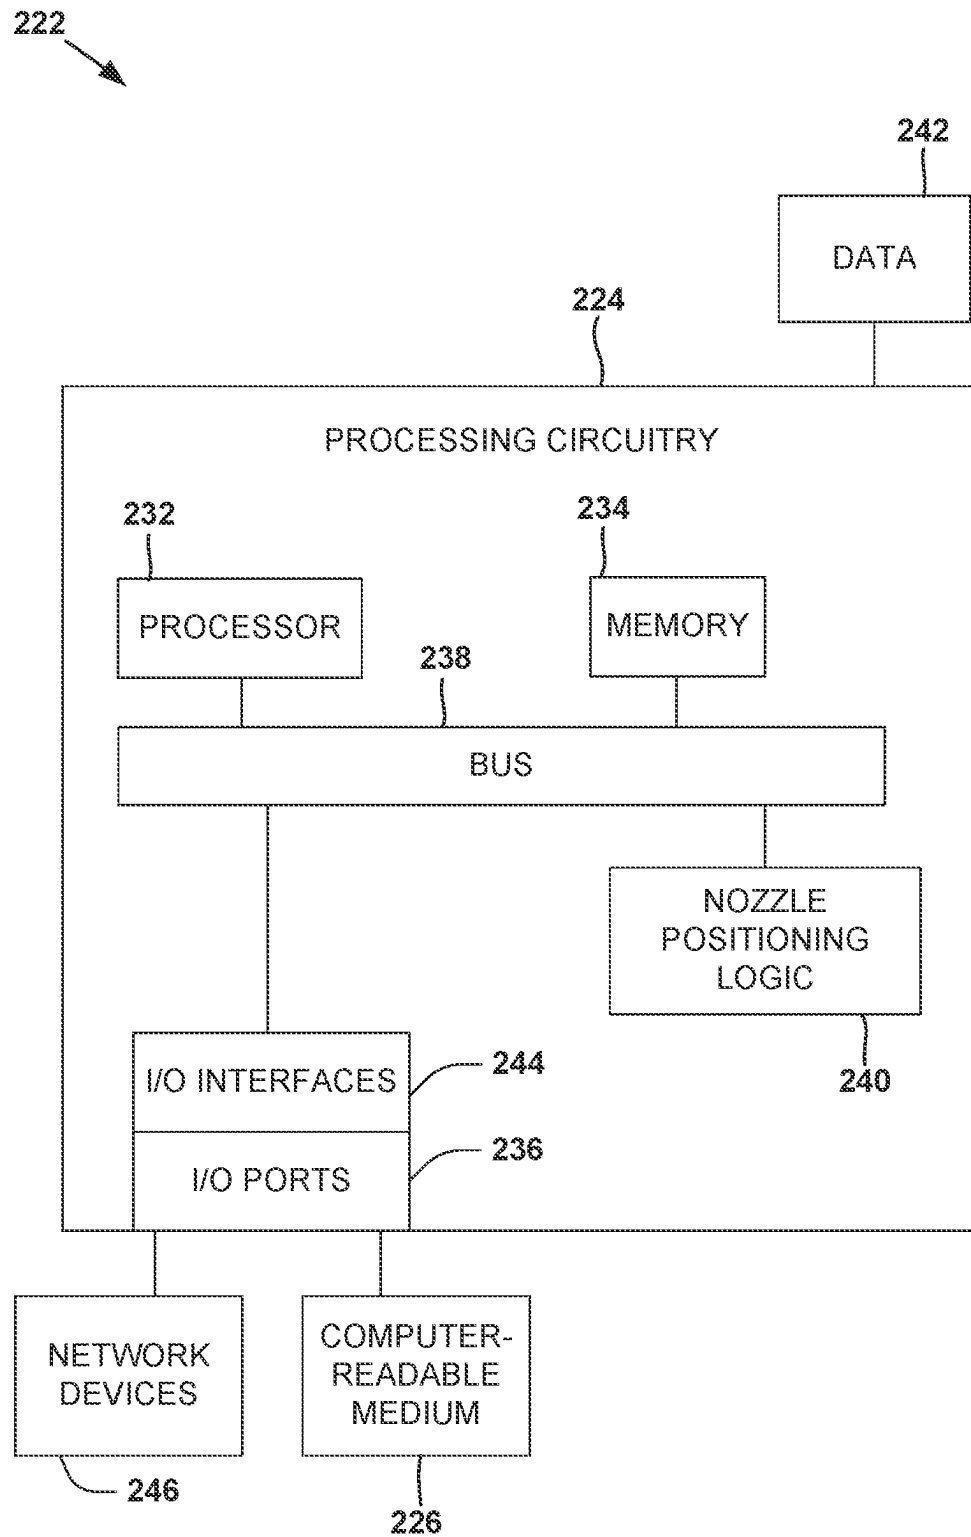 222
242
DATA
224
PROCESSING CIRCUITRY
232
234
PROCESSOR
MEMORY
238
BUS
NOZZLE
POSITIONING
LOGIC
I/O INTERFACES
244
240
I/O PORTS
236
NETWORK
DEVICES
COMPUTER-
READABLE
MEDIUM
246
226